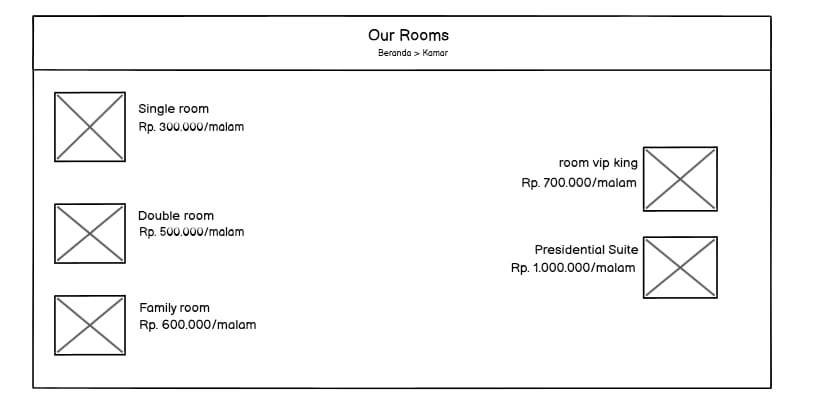 Our Rooms
Beranda > Kamar
Single room
Rp. 300.000/malam
Double room
Rp. 500.000/malam
Family room
Rp. 600.000/malam
room vip king
Rp. 700.000/malam
Presidential Suite
Rp. 1.000.000/malam